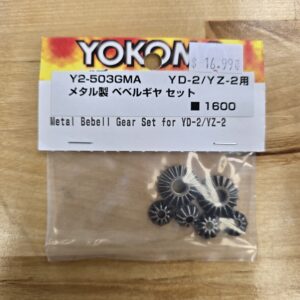 YOKOMO
$ 16.99
Y2-503GMA YD-2/YZ-2用
メタル製 ベベルギヤ セット
■ 1600
Metal Bebell Gear Set for YD-2/YZ-2